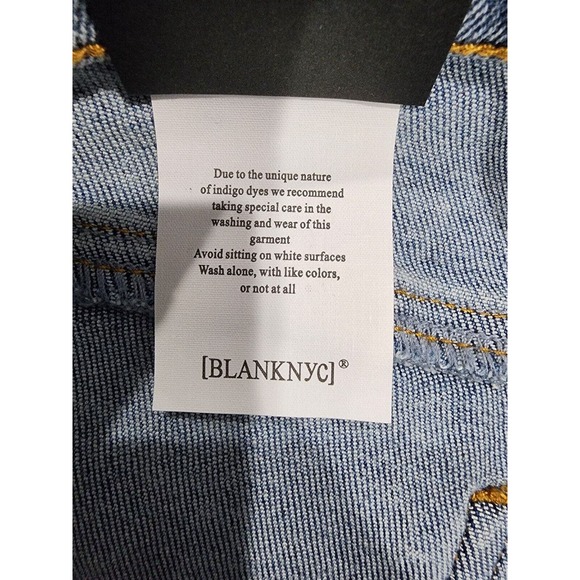 Due to the unique nature
of indigo dyes we recommend
taking special care in the
washing and wear of this
garment
Avoid sitting on white surfaces
Wash alone, with like colors,
or not at all
[BLANKNYC]®